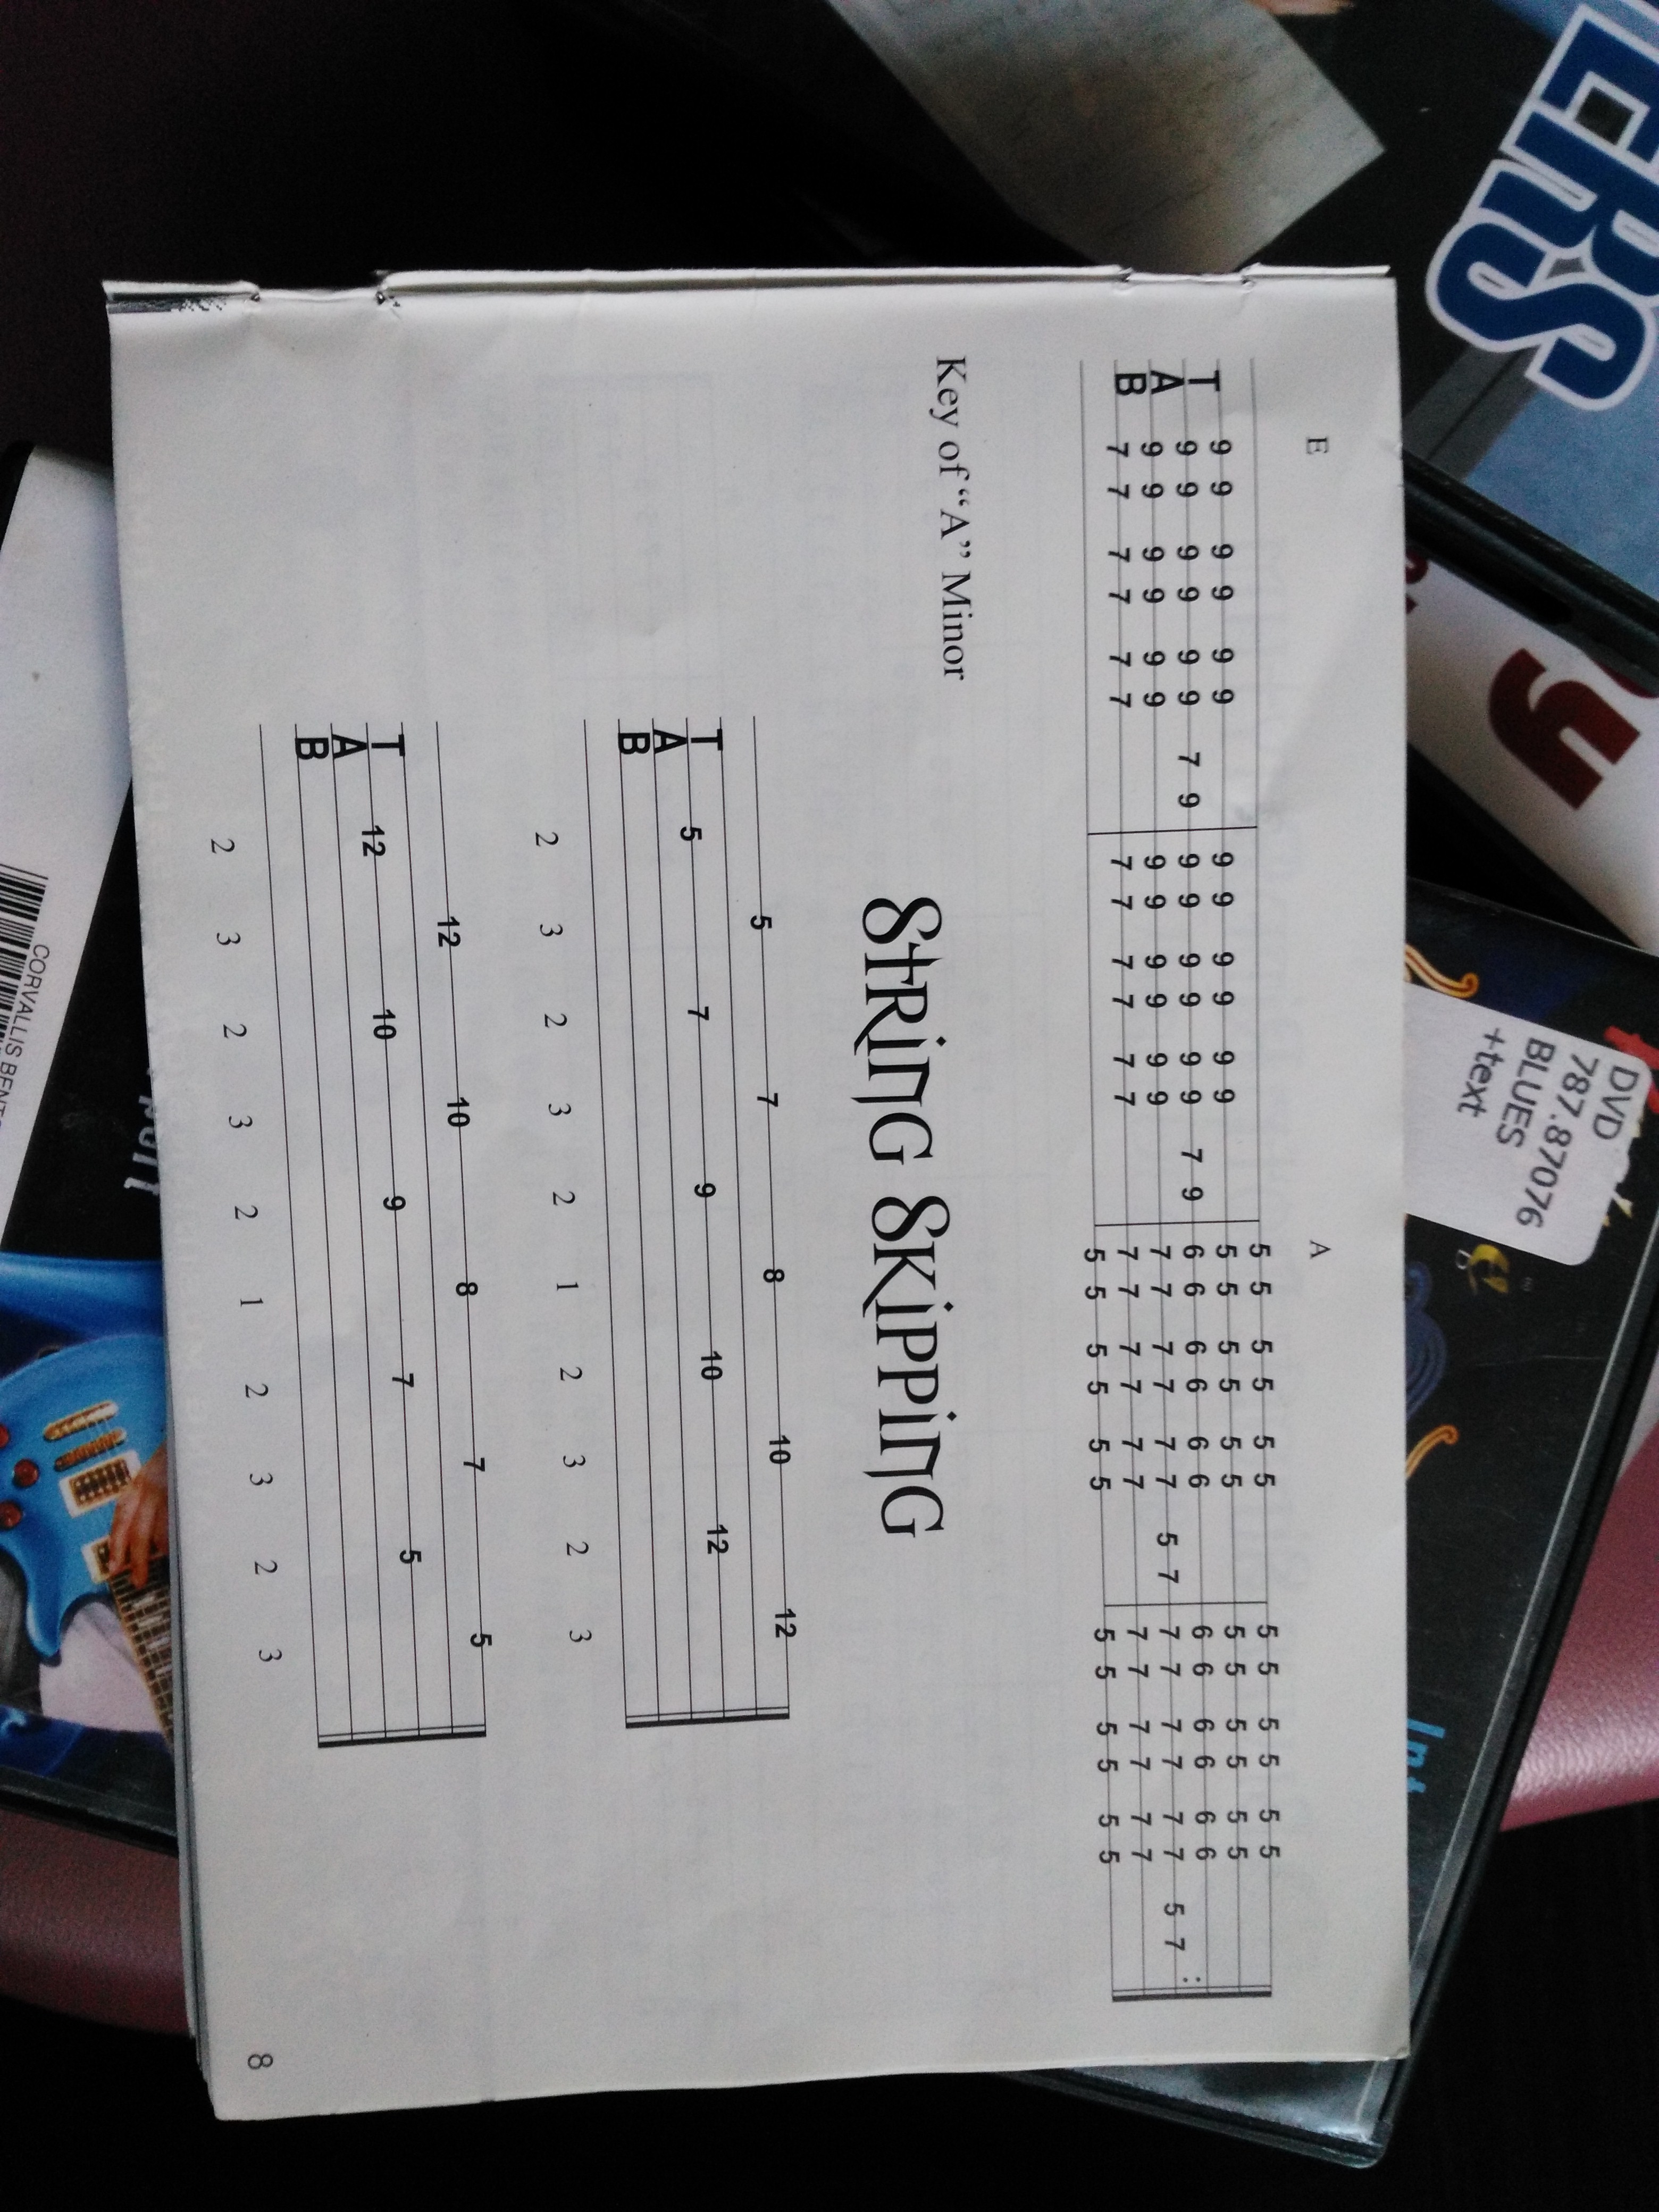 E A
5 5 5 5 5 5 5 5 5 5 5 5
T 9 9 9 9 9 9 9 9 9 9 9 9 5 5 5 5 5 5 5 5 5 5 5 5
9 9 9 9 9 9 7 9 9 9 9 9 9 9 7 9 6 6 6 6 6 6 6 6 6 6 6 6
A 9 9 9 9 9 9 9 9 9 9 9 9 7 7 7 7 7 7 5 7 7 7 7 7 7 7 5 7
B 7 7 7 7 7 7 7 7 7 7 7 7 7 7 7 7 7 7 7 7 7 7 7 7
5 5 5 5 5 5 5 5 5 5 5 5
Key of "A" Minor
STRING SKIPPING
5 7 8 10 12
T
5 7 9 10 12
A
B
2 3 2 3 2 1 2 3 2 3
12 10 8 7 5
T
12 10 9 7 5
A
B
2 3 2 3 2 1 2 3 2 3
8
ERS
y
DVD
787.87076
BLUES
+text
Int
CORVALLIS